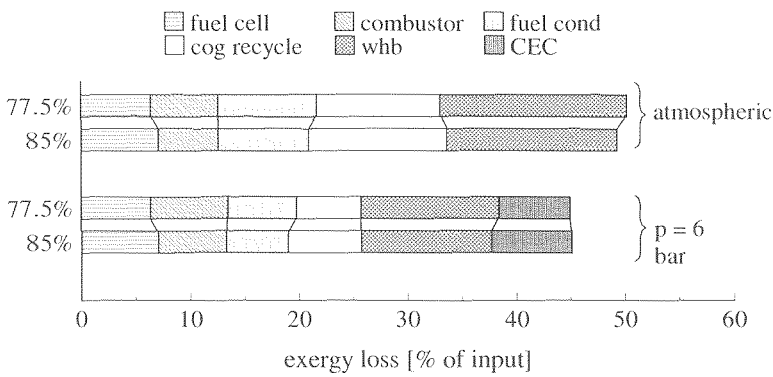 fuel cell combustor fuel cond
cog recycle whb CEC
77.5%
85%
atmospheric
77.5%
85%
p = 6
bar
0 10 20 30 40 50 60
exergy loss [% of input]